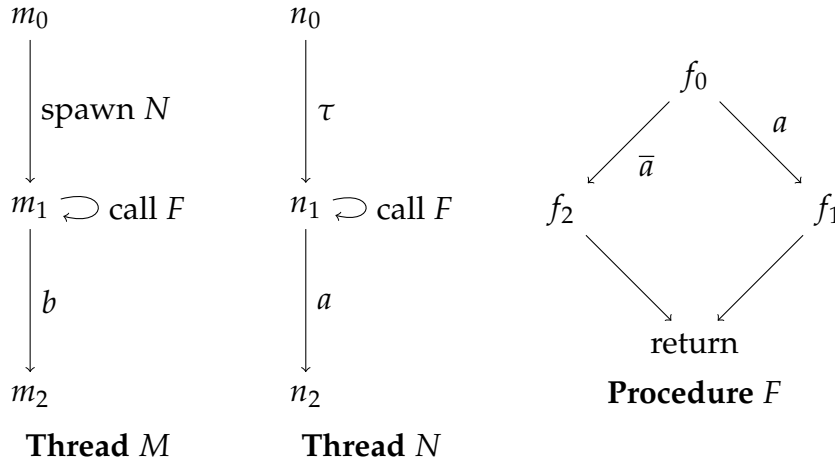 m₀ n₀
f₀
spawn N τ a
a̅
m₁ call F n₁ call F f₂ f₁
b a
return
m₂ n₂ Procedure F
Thread M Thread N